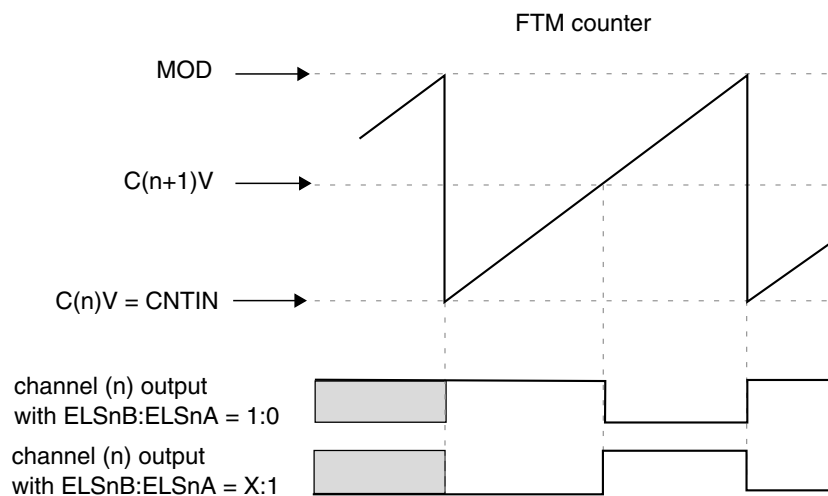 FTM counter
MOD
C(n+1)V
C(n)V = CNTIN
channel (n) output
with ELSnB:ELSnA = 1:0
channel (n) output
with ELSnB:ELSnA = X:1